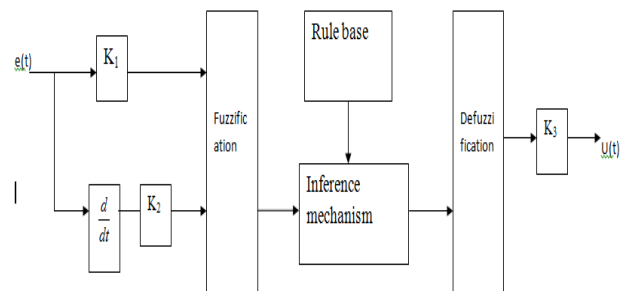 e(t)
K1
Fuzzific
ation
Rule base
Defuzzi
fication
K3
U(t)
d
dt
K2
Inference
mechanism